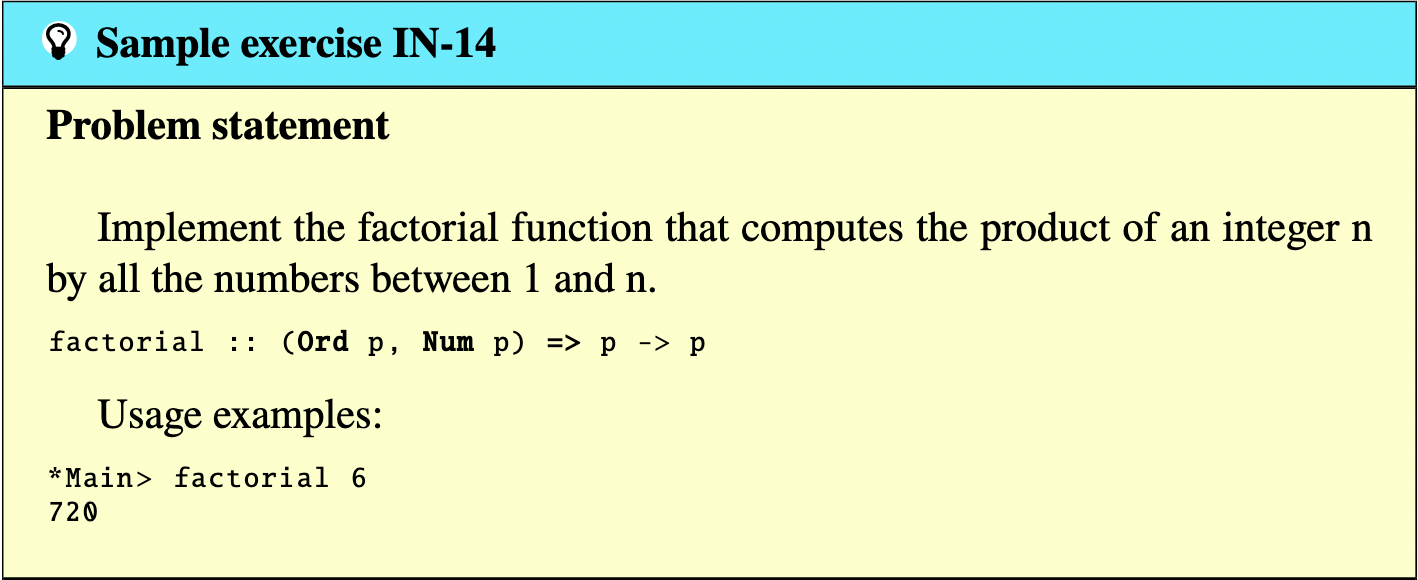 Sample exercise IN-14
Problem statement
Implement the factorial function that computes the product of an integer n
by all the numbers between 1 and n.
factorial :: (Ord p, Num p) => p -> p
Usage examples:
*Main> factorial 6
720